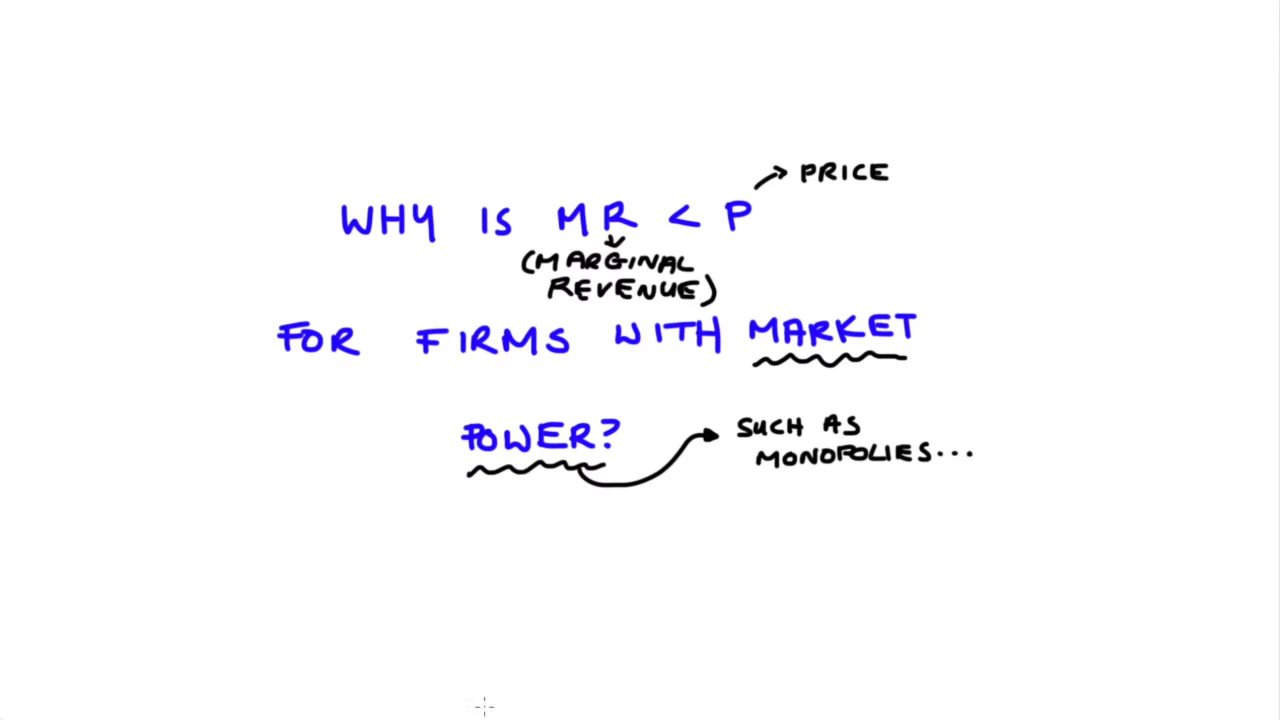 PRICE
WHY IS MR < P
(MARGINAL
REVENUE)
FOR FIRMS WITH MARKET
POWER?
SUCH AS
MONOPOLIES...